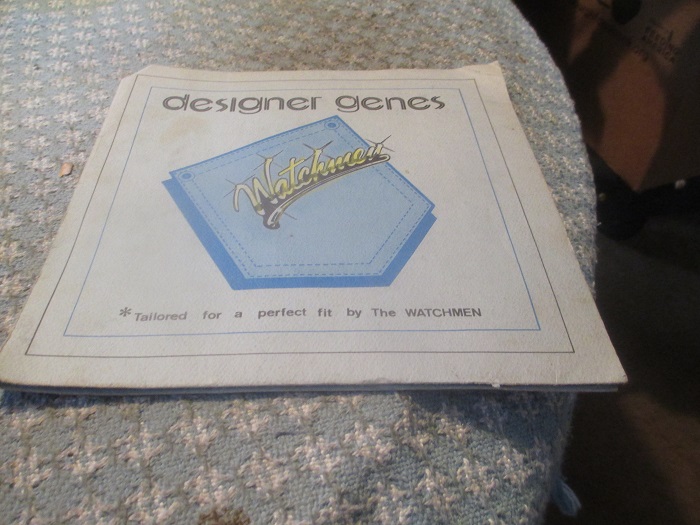 designer genes
Watchmen
*Tailored for a perfect fit by The WATCHMEN